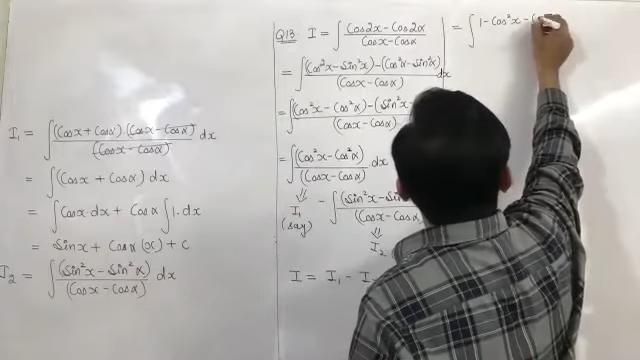 Q13 I = ∫ Cos2x - Cos2α / Cosx - Cosα
= ∫ (Cos²x - Sin²x) - (Cos²α - Sin²α) / (Cosx - Cosα) dx
= ∫ (Cos²x - Cos²α) - (Sin²x / (Cosx - Cosα)
= ∫ (Cos²x - Cos²α) / (Cosx - Cosα) . dx
I₁ (say)
- ∫ (Sin²x - Sin / (Cosx - Cosα
I₂
I = I₁ - I
I₁ = ∫ (Cosx + Cosα) . (Cosx - Cosα) / (Cosx - Cosα) dx
= ∫ (Cosx + Cosα) dx
= ∫ Cosx . dx + Cosα ∫ 1 . dx
= Sinx + Cosα (x) + C
I₂ = ∫ (Sin²x - Sin²α) / (Cosx - Cosα) dx
= ∫ 1 - Cos²x - (